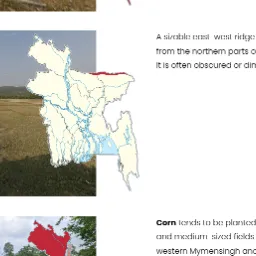 A sizable east-west ridge
from the northern parts o
It is often obscured or di
Corn tends to be planted
and medium-sized fields
western Mymensingh and